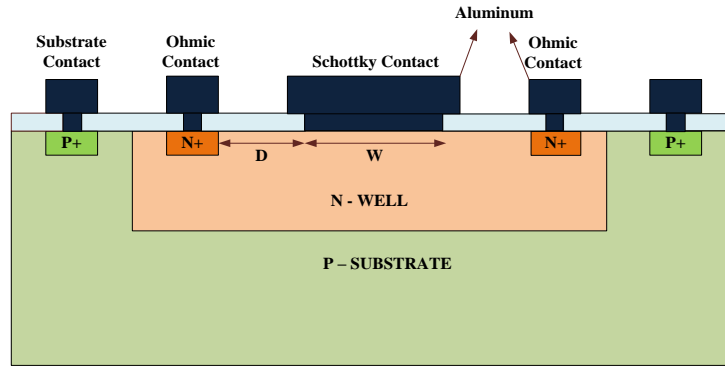 Aluminum
Substrate
Contact
Ohmic
Contact
Schottky Contact
Ohmic
Contact
P+
N+
D
W
N+
P+
N - WELL
P – SUBSTRATE